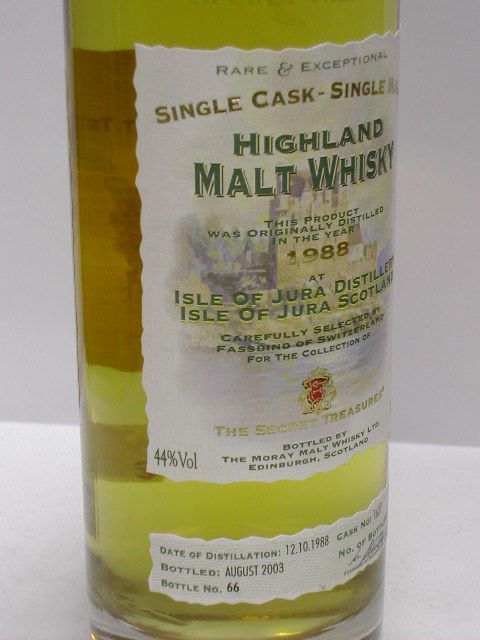 RARE & EXCEPTIONAL
SINGLE CASK - SINGLE
HIGHLAND
MALT WHISKY
THIS PRODUCT
WAS ORIGINALLY DISTILLED
IN THE YEAR
1988
AT
ISLE OF JURA DISTILLERY
ISLE OF JURA SCOTLAND
CAREFULLY SELECTED BY
FASSBIND OF SWITZERLAND
FOR THE COLLECTION OF
THE SECRET TREASURES
BOTTLED BY
THE MORAY MALT WHISKY LTD.
EDINBURGH, SCOTLAND
44%Vol
DATE OF DISTILLATION: 12.10.1988
CASK NO:
BOTTLED: AUGUST 2003
NO. OF
BOTTLE NO. 66